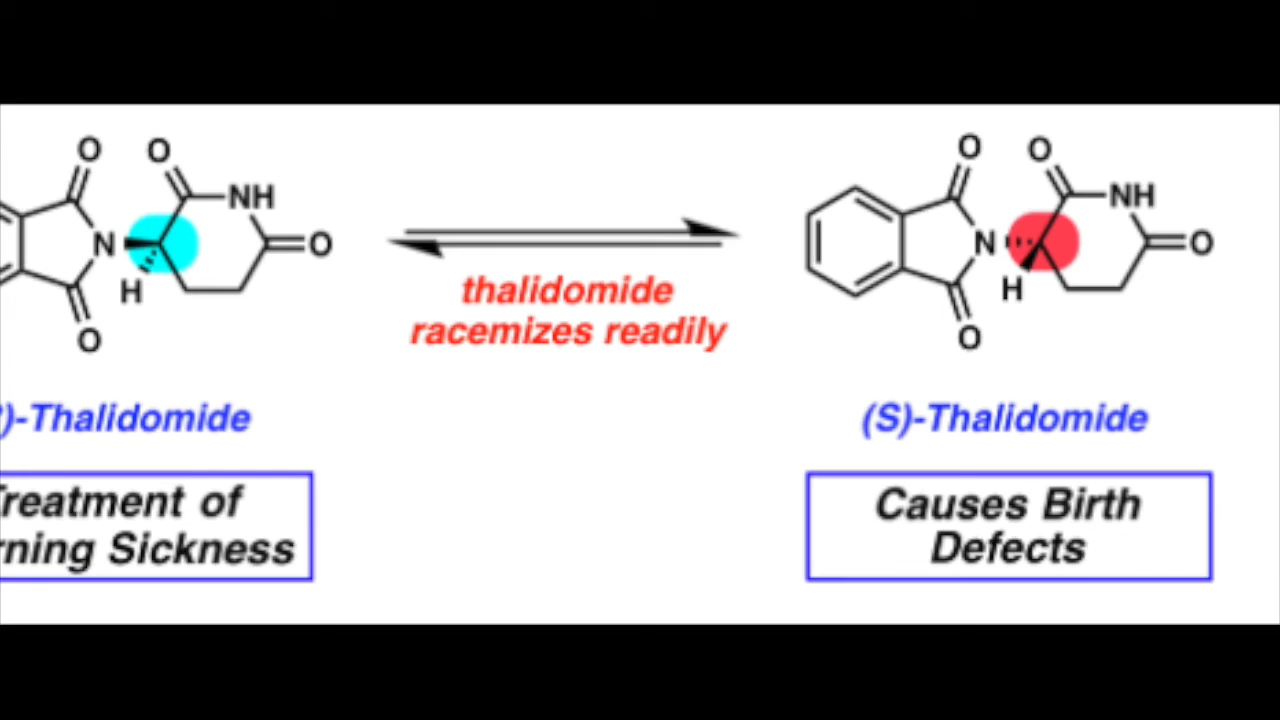 O O O O
NH NH
N O N O
H H
O O
thalidomide
racemizes readily
)-Thalidomide (S)-Thalidomide
reatment of Causes Birth
rning Sickness Defects